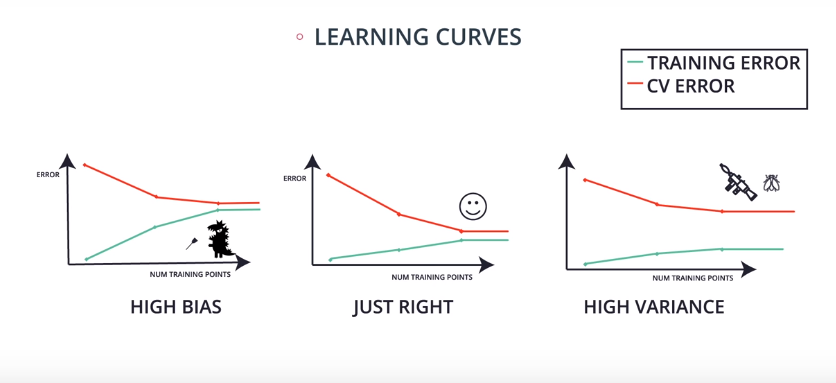 LEARNING CURVES
TRAINING ERROR
CV ERROR
ERROR
NUM TRAINING POINTS
HIGH BIAS
ERROR
NUM TRAINING POINTS
JUST RIGHT
NUM TRAINING POINTS
HIGH VARIANCE